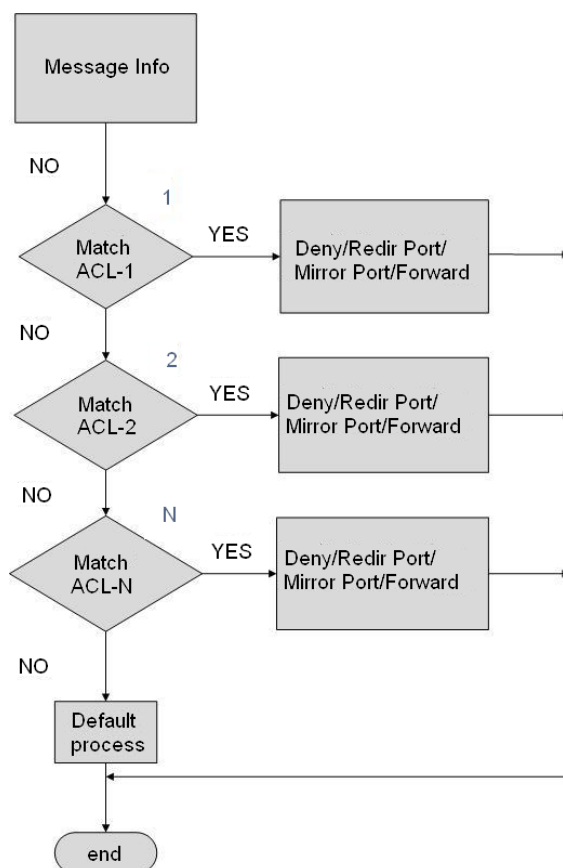 Message Info
NO
1
Match
ACL-1
YES
Deny/Redir Port/
Mirror Port/Forward
NO
2
Match
ACL-2
YES
Deny/Redir Port/
Mirror Port/Forward
NO
N
Match
ACL-N
YES
Deny/Redir Port/
Mirror Port/Forward
NO
Default
process
end